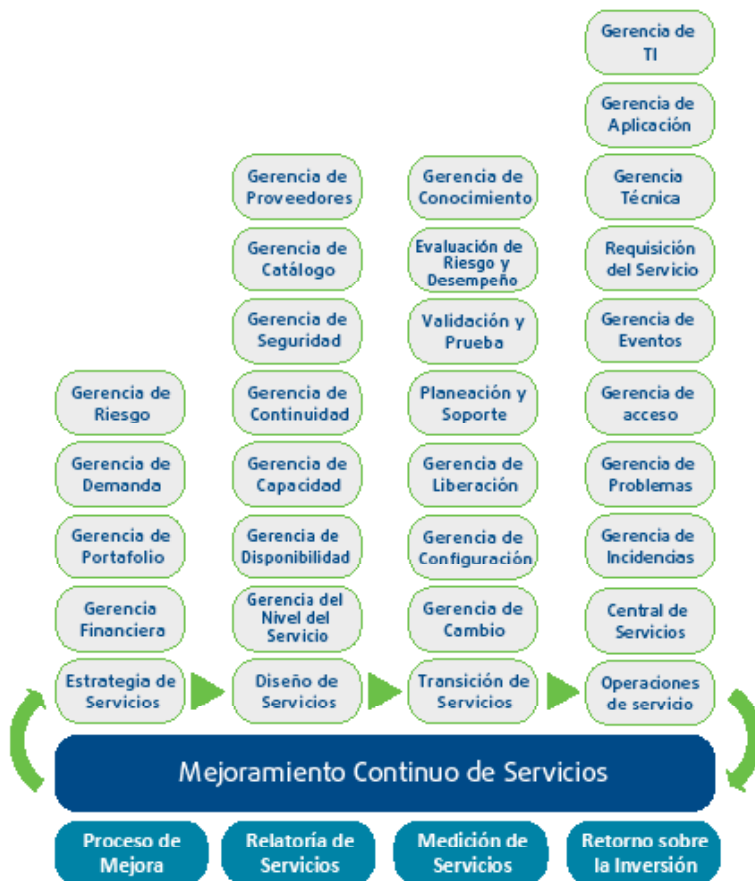 Gerencia de
TI
Gerencia de
Aplicación
Gerencia de
Proveedores
Gerencia de
Conocimiento
Gerencia
Técnica
Gerencia de
Catálogo
Evaluación de
Riesgo y
Desempeño
Requisición
del Servicio
Gerencia de
Seguridad
Validación y
Prueba
Gerencia de
Eventos
Gerencia de
Riesgo
Gerencia de
Continuidad
Planeación y
Soporte
Gerencia de
acceso
Gerencia de
Demanda
Gerencia de
Capacidad
Gerencia de
Liberación
Gerencia de
Problemas
Gerencia de
Portafolio
Gerencia de
Disponibilidad
Gerencia de
Configuración
Gerencia de
Incidencias
Gerencia
Financiera
Gerencia del
Nivel del
Servicio
Gerencia de
Cambio
Central de
Servicios
Estrategia de
Servicios
Diseño de
Servicios
Transición de
Servicios
Operaciones
de servicio
Mejoramiento Continuo de Servicios
Proceso de
Mejora
Relatoría de
Servicios
Medición de
Servicios
Retorno sobre
la Inversión